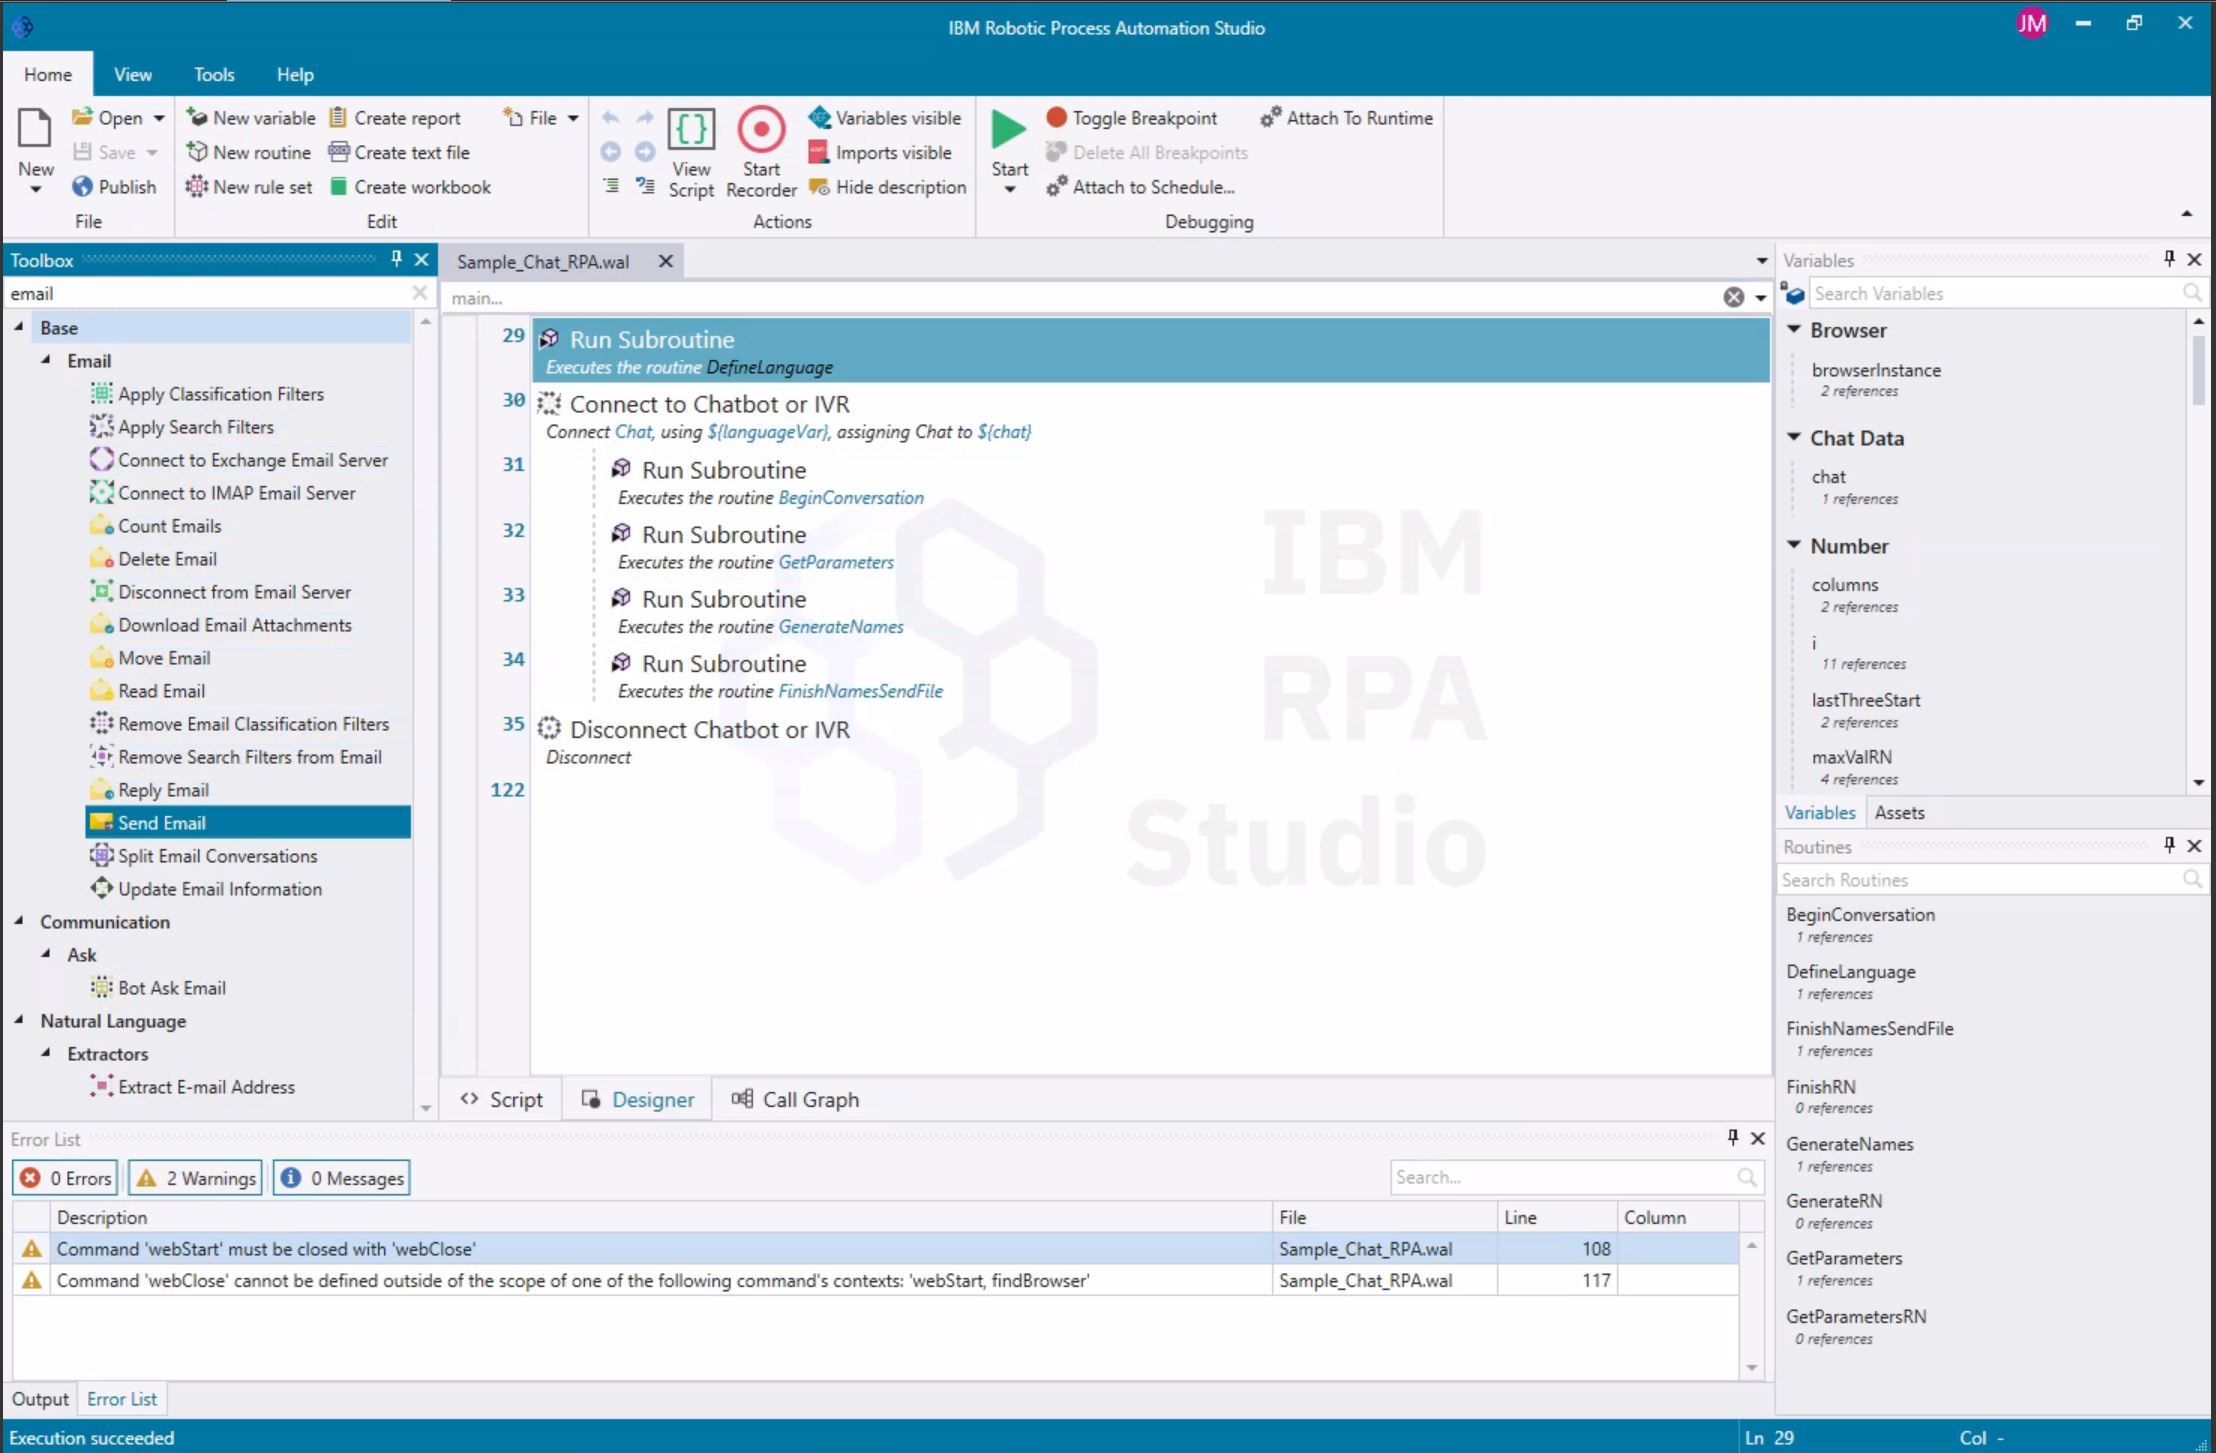 IBM Robotic Process Automation Studio
JM
Home View Tools Help
New
Open
Save
Publish
File
New variable
New routine
New rule set
Create report
Create text file
Create workbook
File
Edit
View Script
Start Recorder
Variables visible
Imports visible
Hide description
Actions
Start
Toggle Breakpoint
Delete All Breakpoints
Attach to Schedule...
Attach To Runtime
Debugging
Toolbox
email
Base
Email
Apply Classification Filters
Apply Search Filters
Connect to Exchange Email Server
Connect to IMAP Email Server
Count Emails
Delete Email
Disconnect from Email Server
Download Email Attachments
Move Email
Read Email
Remove Email Classification Filters
Remove Search Filters from Email
Reply Email
Send Email
Split Email Conversations
Update Email Information
Communication
Ask
Bot Ask Email
Natural Language
Extractors
Extract E-mail Address
Sample_Chat_RPA.wal
main...
29 Run Subroutine
Executes the routine DefineLanguage
30 Connect to Chatbot or IVR
Connect Chat, using ${languageVar}, assigning Chat to ${chat}
31 Run Subroutine
Executes the routine BeginConversation
32 Run Subroutine
Executes the routine GetParameters
33 Run Subroutine
Executes the routine GenerateNames
34 Run Subroutine
Executes the routine FinishNamesSendFile
35 Disconnect Chatbot or IVR
Disconnect
122
IBM
RPA
Studio
Script Designer Call Graph
Variables
Search Variables
Browser
browserInstance
2 references
Chat Data
chat
1 references
Number
columns
2 references
i
11 references
lastThreeStart
2 references
maxValRN
4 references
Variables Assets
Routines
Search Routines
BeginConversation
1 references
DefineLanguage
1 references
FinishNamesSendFile
1 references
FinishRN
0 references
GenerateNames
1 references
GenerateRN
0 references
GetParameters
1 references
GetParametersRN
0 references
Error List
0 Errors 2 Warnings 0 Messages
Search...
Description File Line Column
Command 'webStart' must be closed with 'webClose' Sample_Chat_RPA.wal 108
Command 'webClose' cannot be defined outside of the scope of one of the following command's contexts: 'webStart, findBrowser' Sample_Chat_RPA.wal 117
Output Error List
Execution succeeded
Ln 29 Col -